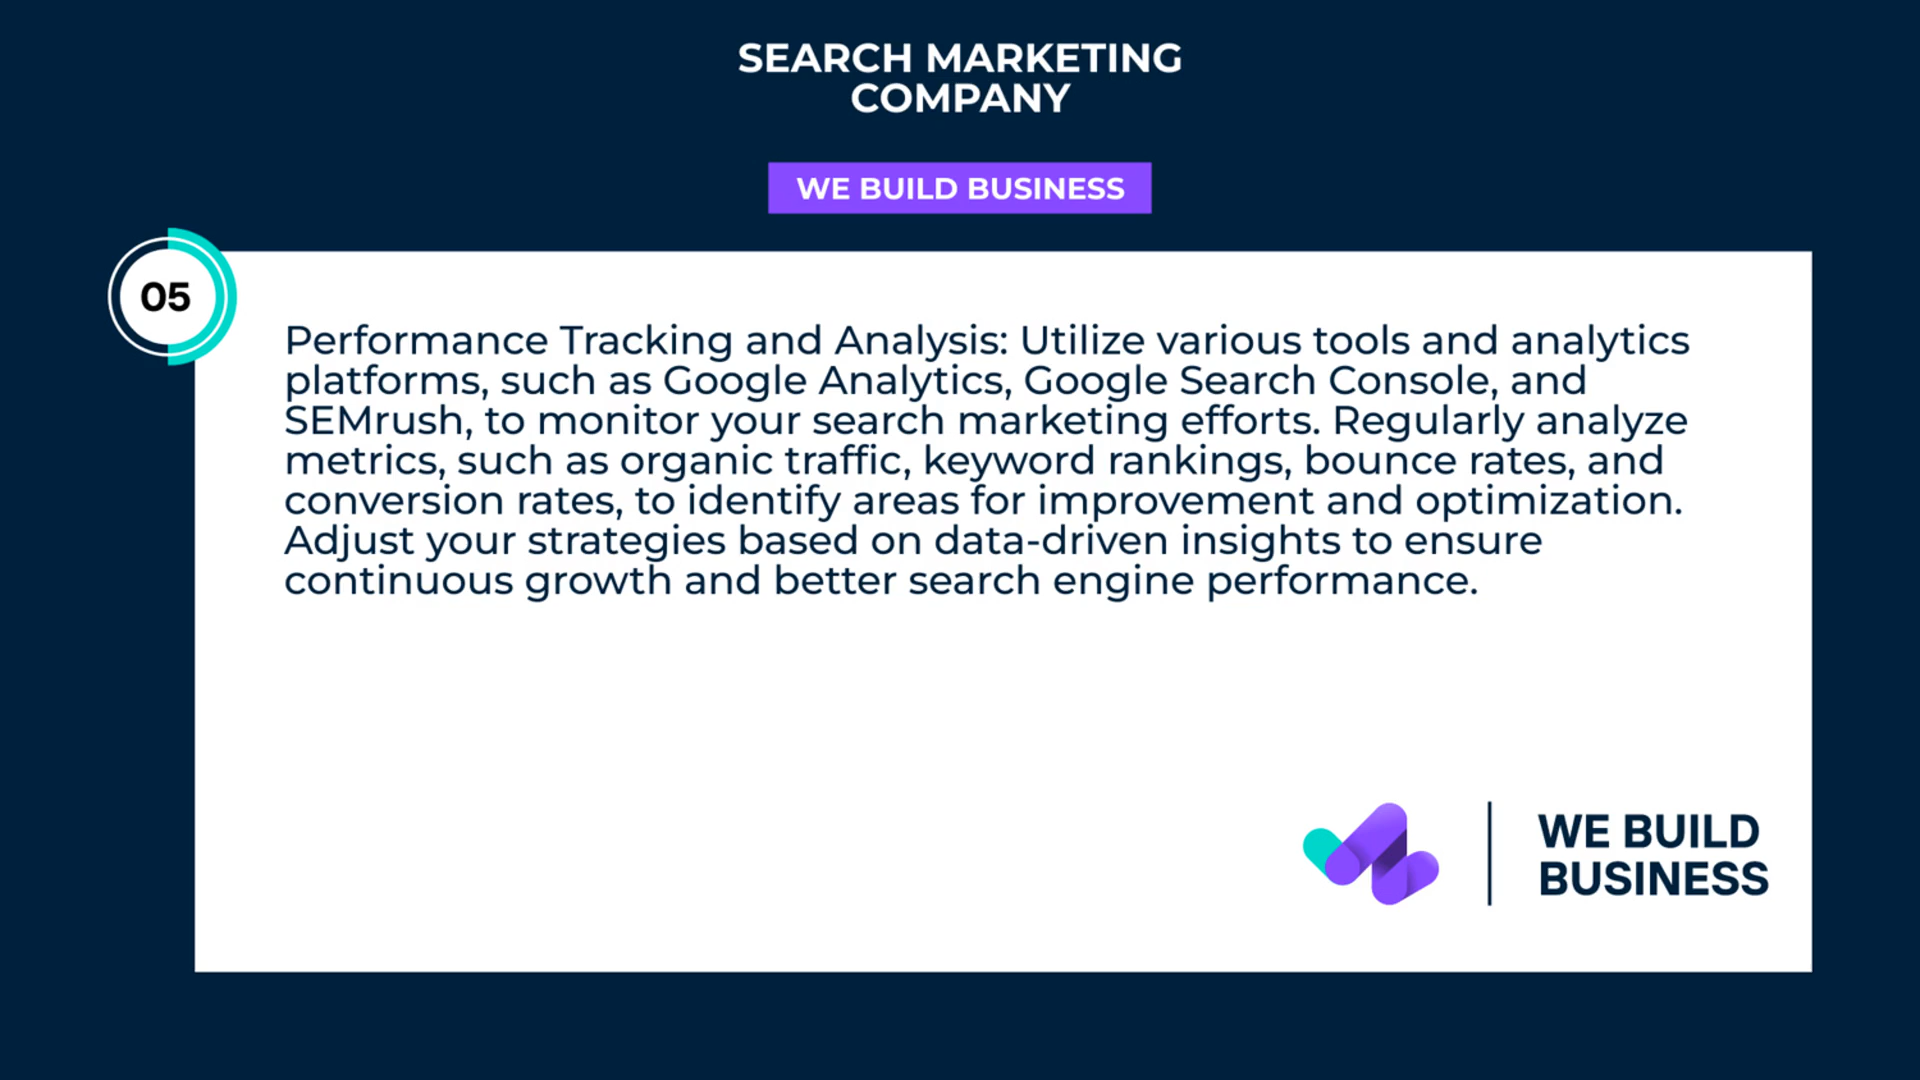 SEARCH MARKETING
COMPANY
WE BUILD BUSINESS
05
Performance Tracking and Analysis: Utilize various tools and analytics
platforms, such as Google Analytics, Google Search Console, and
SEMrush, to monitor your search marketing efforts. Regularly analyze
metrics, such as organic traffic, keyword rankings, bounce rates, and
conversion rates, to identify areas for improvement and optimization.
Adjust your strategies based on data-driven insights to ensure
continuous growth and better search engine performance.
WE BUILD
BUSINESS